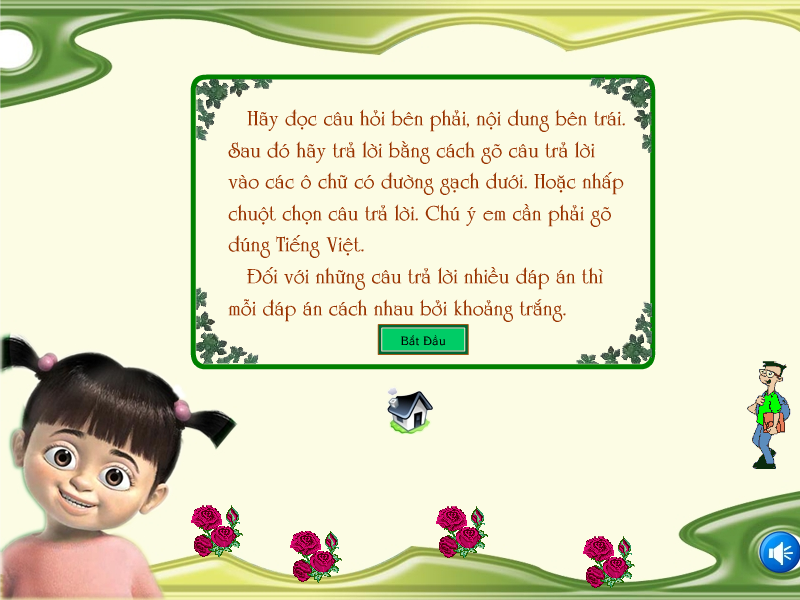 Hãy đọc câu hỏi bên phải, nội dung bên trái.
Sau đó hãy trả lời bằng cách gõ câu trả lời
vào các ô chữ có đường gạch dưới. Hoặc nhấp
chuột chọn câu trả lời. Chú ý em cần phải gõ
đúng Tiếng Việt.
Đối với những câu trả lời nhiều đáp án thì
mỗi đáp án cách nhau bởi khoảng trắng.
Bắt Đầu